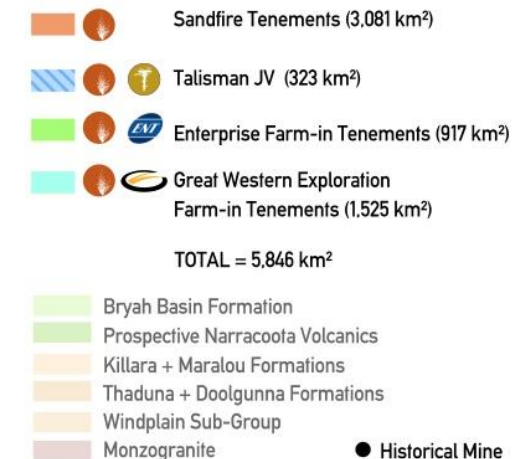 Sandfire Tenements (3,081 km²)
Talisman JV (323 km²)
ENT
Enterprise Farm-in Tenements (917 km²)
Great Western Exploration
Farm-in Tenements (1,525 km²)
TOTAL = 5,846 km²
Bryah Basin Formation
Prospective Narracoota Volcanics
Killara + Maralou Formations
Thaduna + Doolgunna Formations
Windplain Sub-Group
Monzogranite
Historical Mine